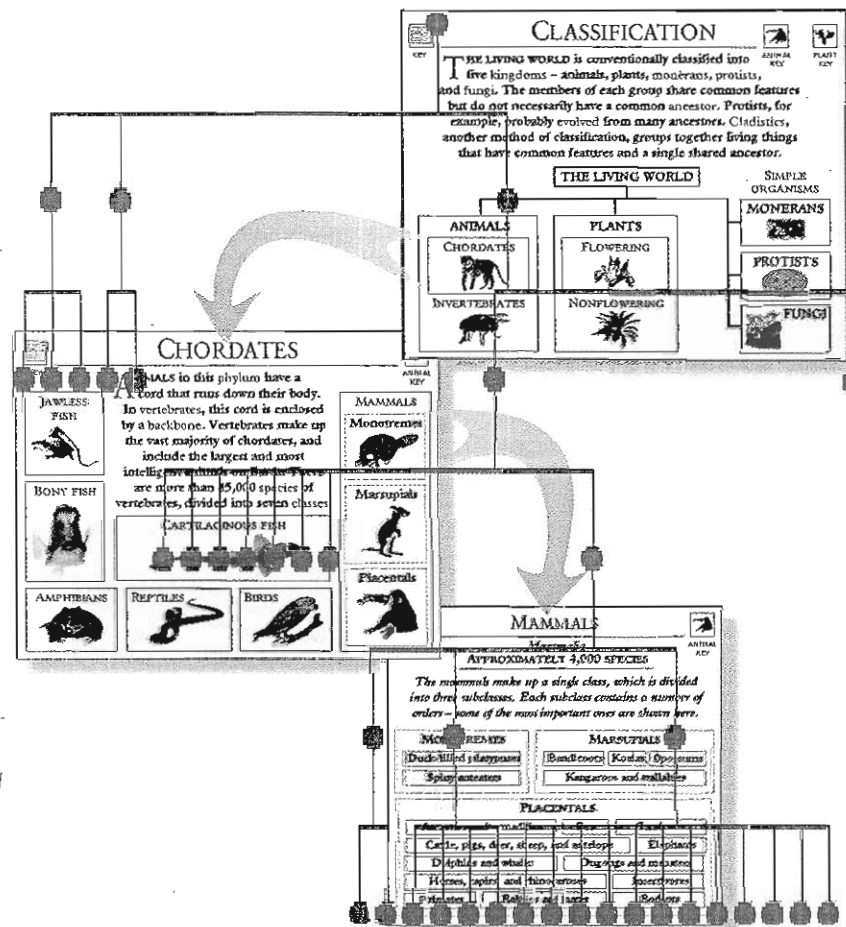 CLASSIFICATION
KEY
ANIMAL
KEY
PLANT
KEY
THE LIVING WORLD is conventionally classified into
five kingdoms – animals, plants, monerans, protists,
and fungi. The members of each group share common features
but do not necessarily have a common ancestor. Protists, for
example, probably evolved from many ancestors. Cladistics,
another method of classification, groups together living things
that have common features and a single shared ancestor.
THE LIVING WORLD
SIMPLE
ORGANISMS
ANIMALS
PLANTS
MONERANS
CHORDATES
FLOWERING
PROTISTS
INVERTEBRATES
NONFLOWERING
FUNGI
CHORDATES
ANIMAL
KEY
in this phylum have a
cord that runs down their body.
In vertebrates, this cord is enclosed
by a backbone. Vertebrates make up
the vast majority of chordates, and
include the largest and most
are more than 45,000 species of
vertebrates, divided into seven classes
JAWLESS
FISH
BONY FISH
CARTILAGINOUS FISH
AMPHIBIANS
REPTILES
BIRDS
MAMMALS
Monotremes
Marsupials
Placentals
MAMMALS
ANIMAL
KEY
Mammalia
APPROXIMATELY 4,000 SPECIES
The mammals make up a single class, which is divided
into three subclasses. Each subclass contains a number of
orders – some of the most important ones are shown here.
MONOTREMES
Duck-billed platypuses
Spiny anteaters
MARSUPIALS
Bandicoots
Koalas
Opossums
Kangaroos and wallabies
PLACENTALS
Cattle, pigs, deer, sheep, and antelope
Elephants
Dolphins and whales
Dugongs and manatees
Horses, tapirs and rhinoceroses
Insectivores
Primates
Rabbits and hares
Rodents